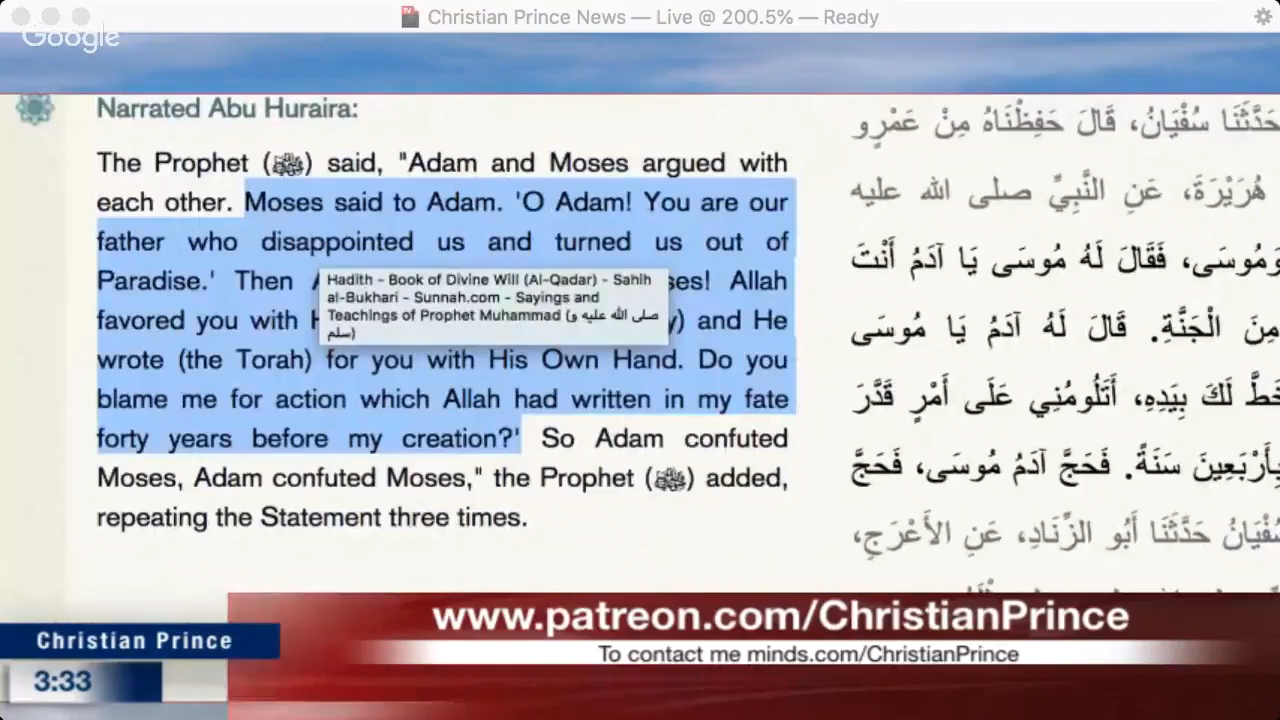 Christian Prince News — Live @ 200.5% — Ready
Google
Narrated Abu Huraira:
The Prophet (ﷺ) said, "Adam and Moses argued with
each other. Moses said to Adam. 'O Adam! You are our
father who disappointed us and turned us out of
Paradise.' Then
ses! Allah
favored you with
) and He
wrote (the Torah) for you with His Own Hand. Do you
blame me for action which Allah had written in my fate
forty years before my creation?' So Adam confuted
Moses, Adam confuted Moses," the Prophet (ﷺ) added,
repeating the Statement three times.
Hadith - Book of Divine Will (Al-Qadar) - Sahih
al-Bukhari - Sunnah.com - Sayings and
Teachings of Prophet Muhammad (صلى الله عليه و
سلم)
حَدَّثَنَا سُفْيَانُ، قَالَ حَفِظْنَاهُ مِنْ عَمْرٍو
هُرَيْرَةَ، عَنِ النَّبِيِّ صلى الله عليه
وَمُوسَى، فَقَالَ لَهُ مُوسَى يَا آدَمُ أَنْتَ
مِنَ الْجَنَّةِ. قَالَ لَهُ آدَمُ يَا مُوسَى
خَطَّ لَكَ بِيَدِهِ، أَتَلُومُنِي عَلَى أَمْرٍ قَدَّرَ
بِأَرْبَعِينَ سَنَةً. فَحَجَّ آدَمُ مُوسَى، فَحَجَّ
سُفْيَانُ حَدَّثَنَا أَبُو الزِّنَادِ، عَنِ الأَعْرَجِ،
www.patreon.com/ChristianPrince
To contact me minds.com/ChristianPrince
Christian Prince
3:33